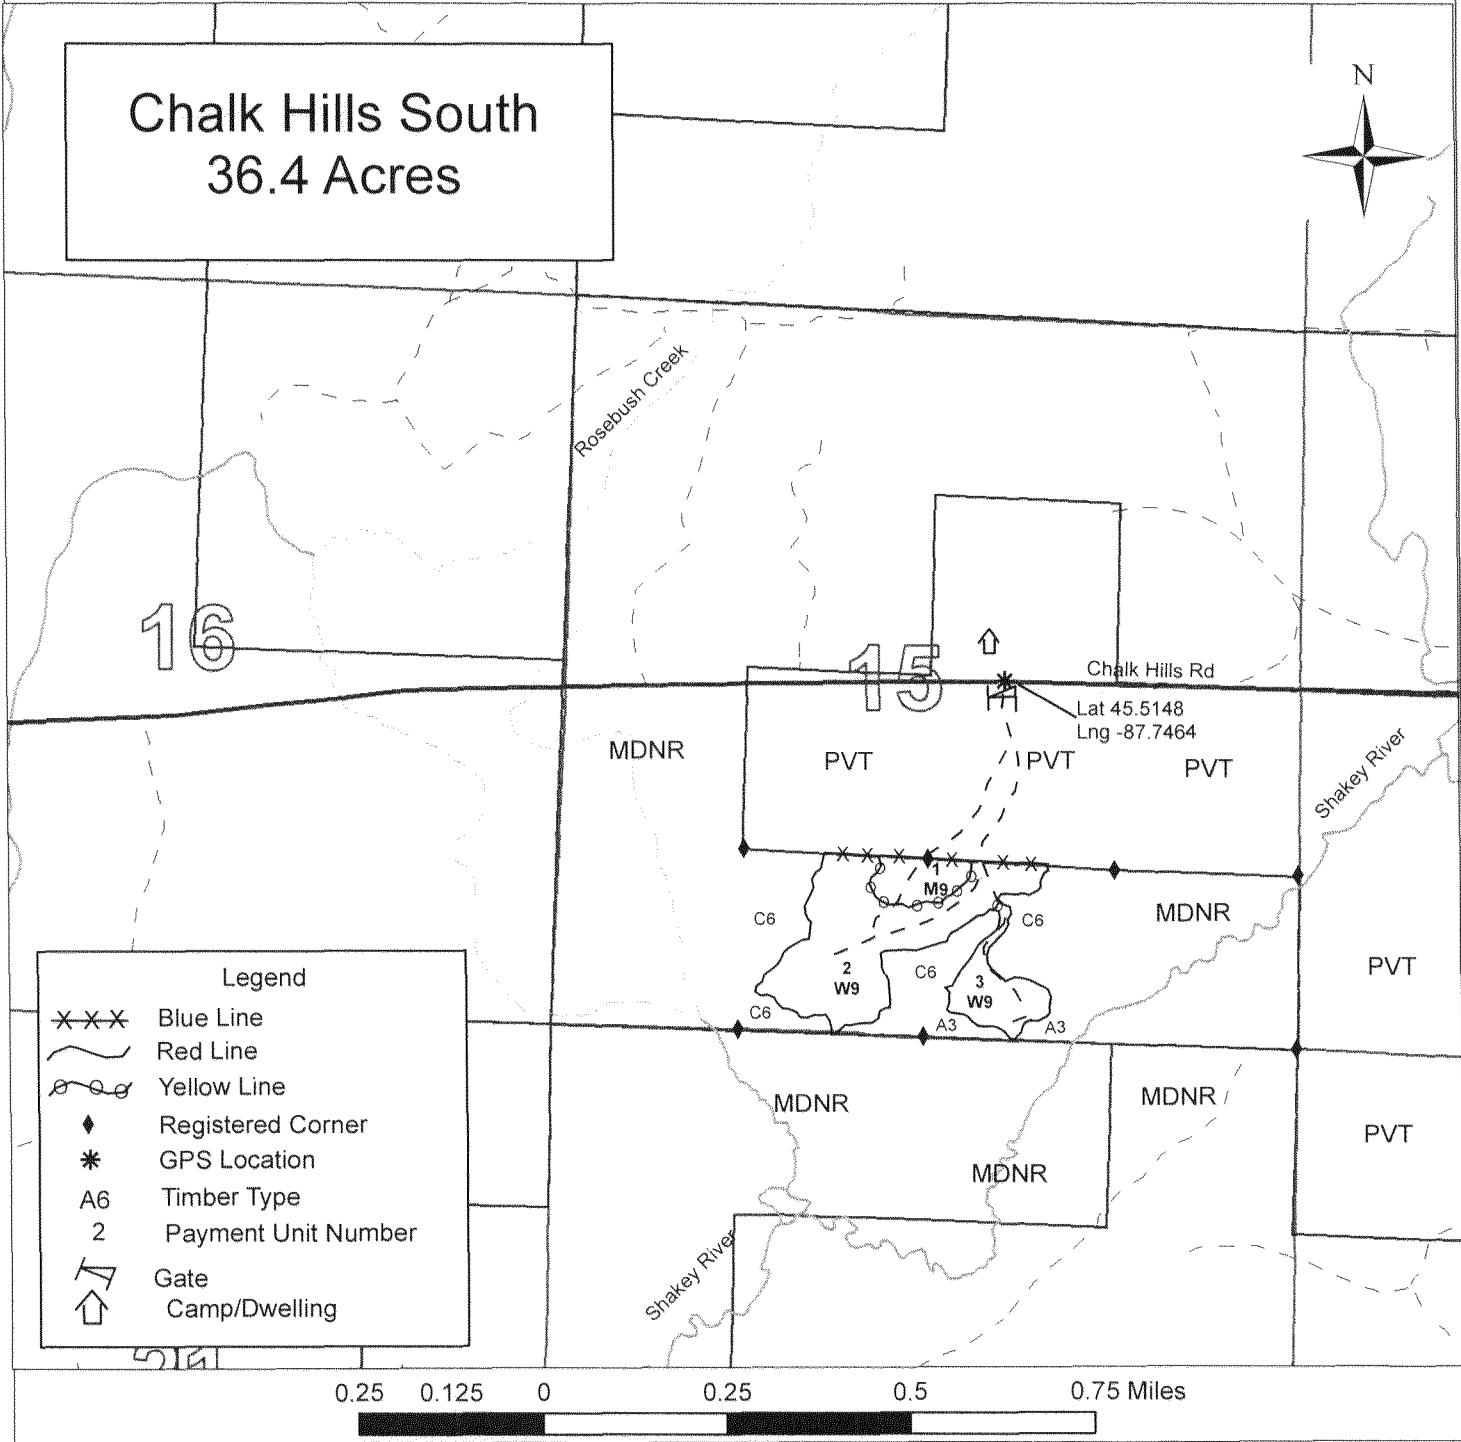 Chalk Hills South
36.4 Acres
N
Rosebush Creek
16
15
Chalk Hills Rd
Lat 45.5148
Lng -87.7464
MDNR
PVT
PVT
PVT
Shakey River
1
M9
C6
C6
MDNR
PVT
2
W9
C6
3
W9
C6
A3
A3
MDNR
MDNR
PVT
MDNR
Shakey River
Legend
Blue Line
Red Line
Yellow Line
Registered Corner
GPS Location
A6 Timber Type
2 Payment Unit Number
Gate
Camp/Dwelling
0.25 0.125 0 0.25 0.5 0.75 Miles